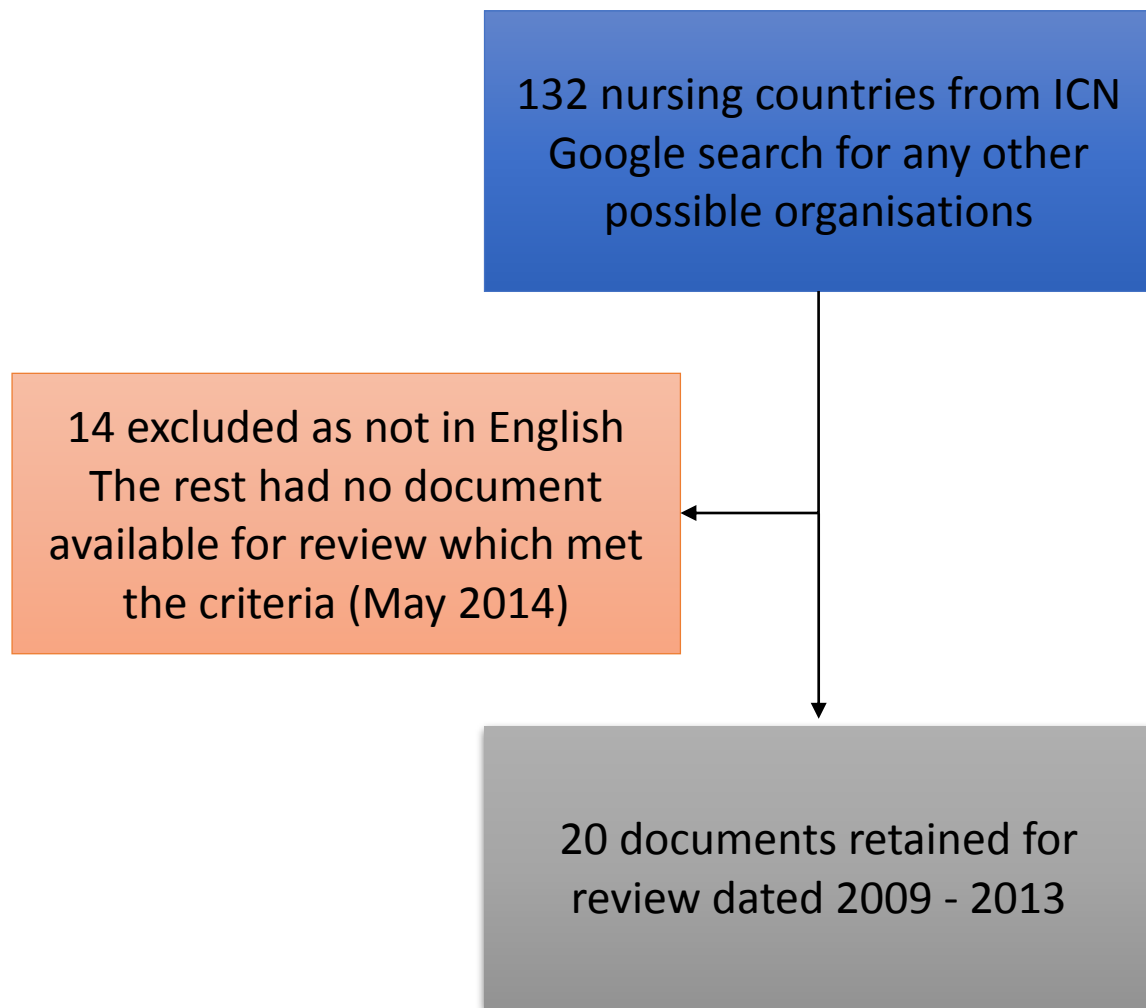 132 nursing countries from ICN
Google search for any other
possible organisations
14 excluded as not in English
The rest had no document
available for review which met
the criteria (May 2014)
20 documents retained for
review dated 2009 - 2013